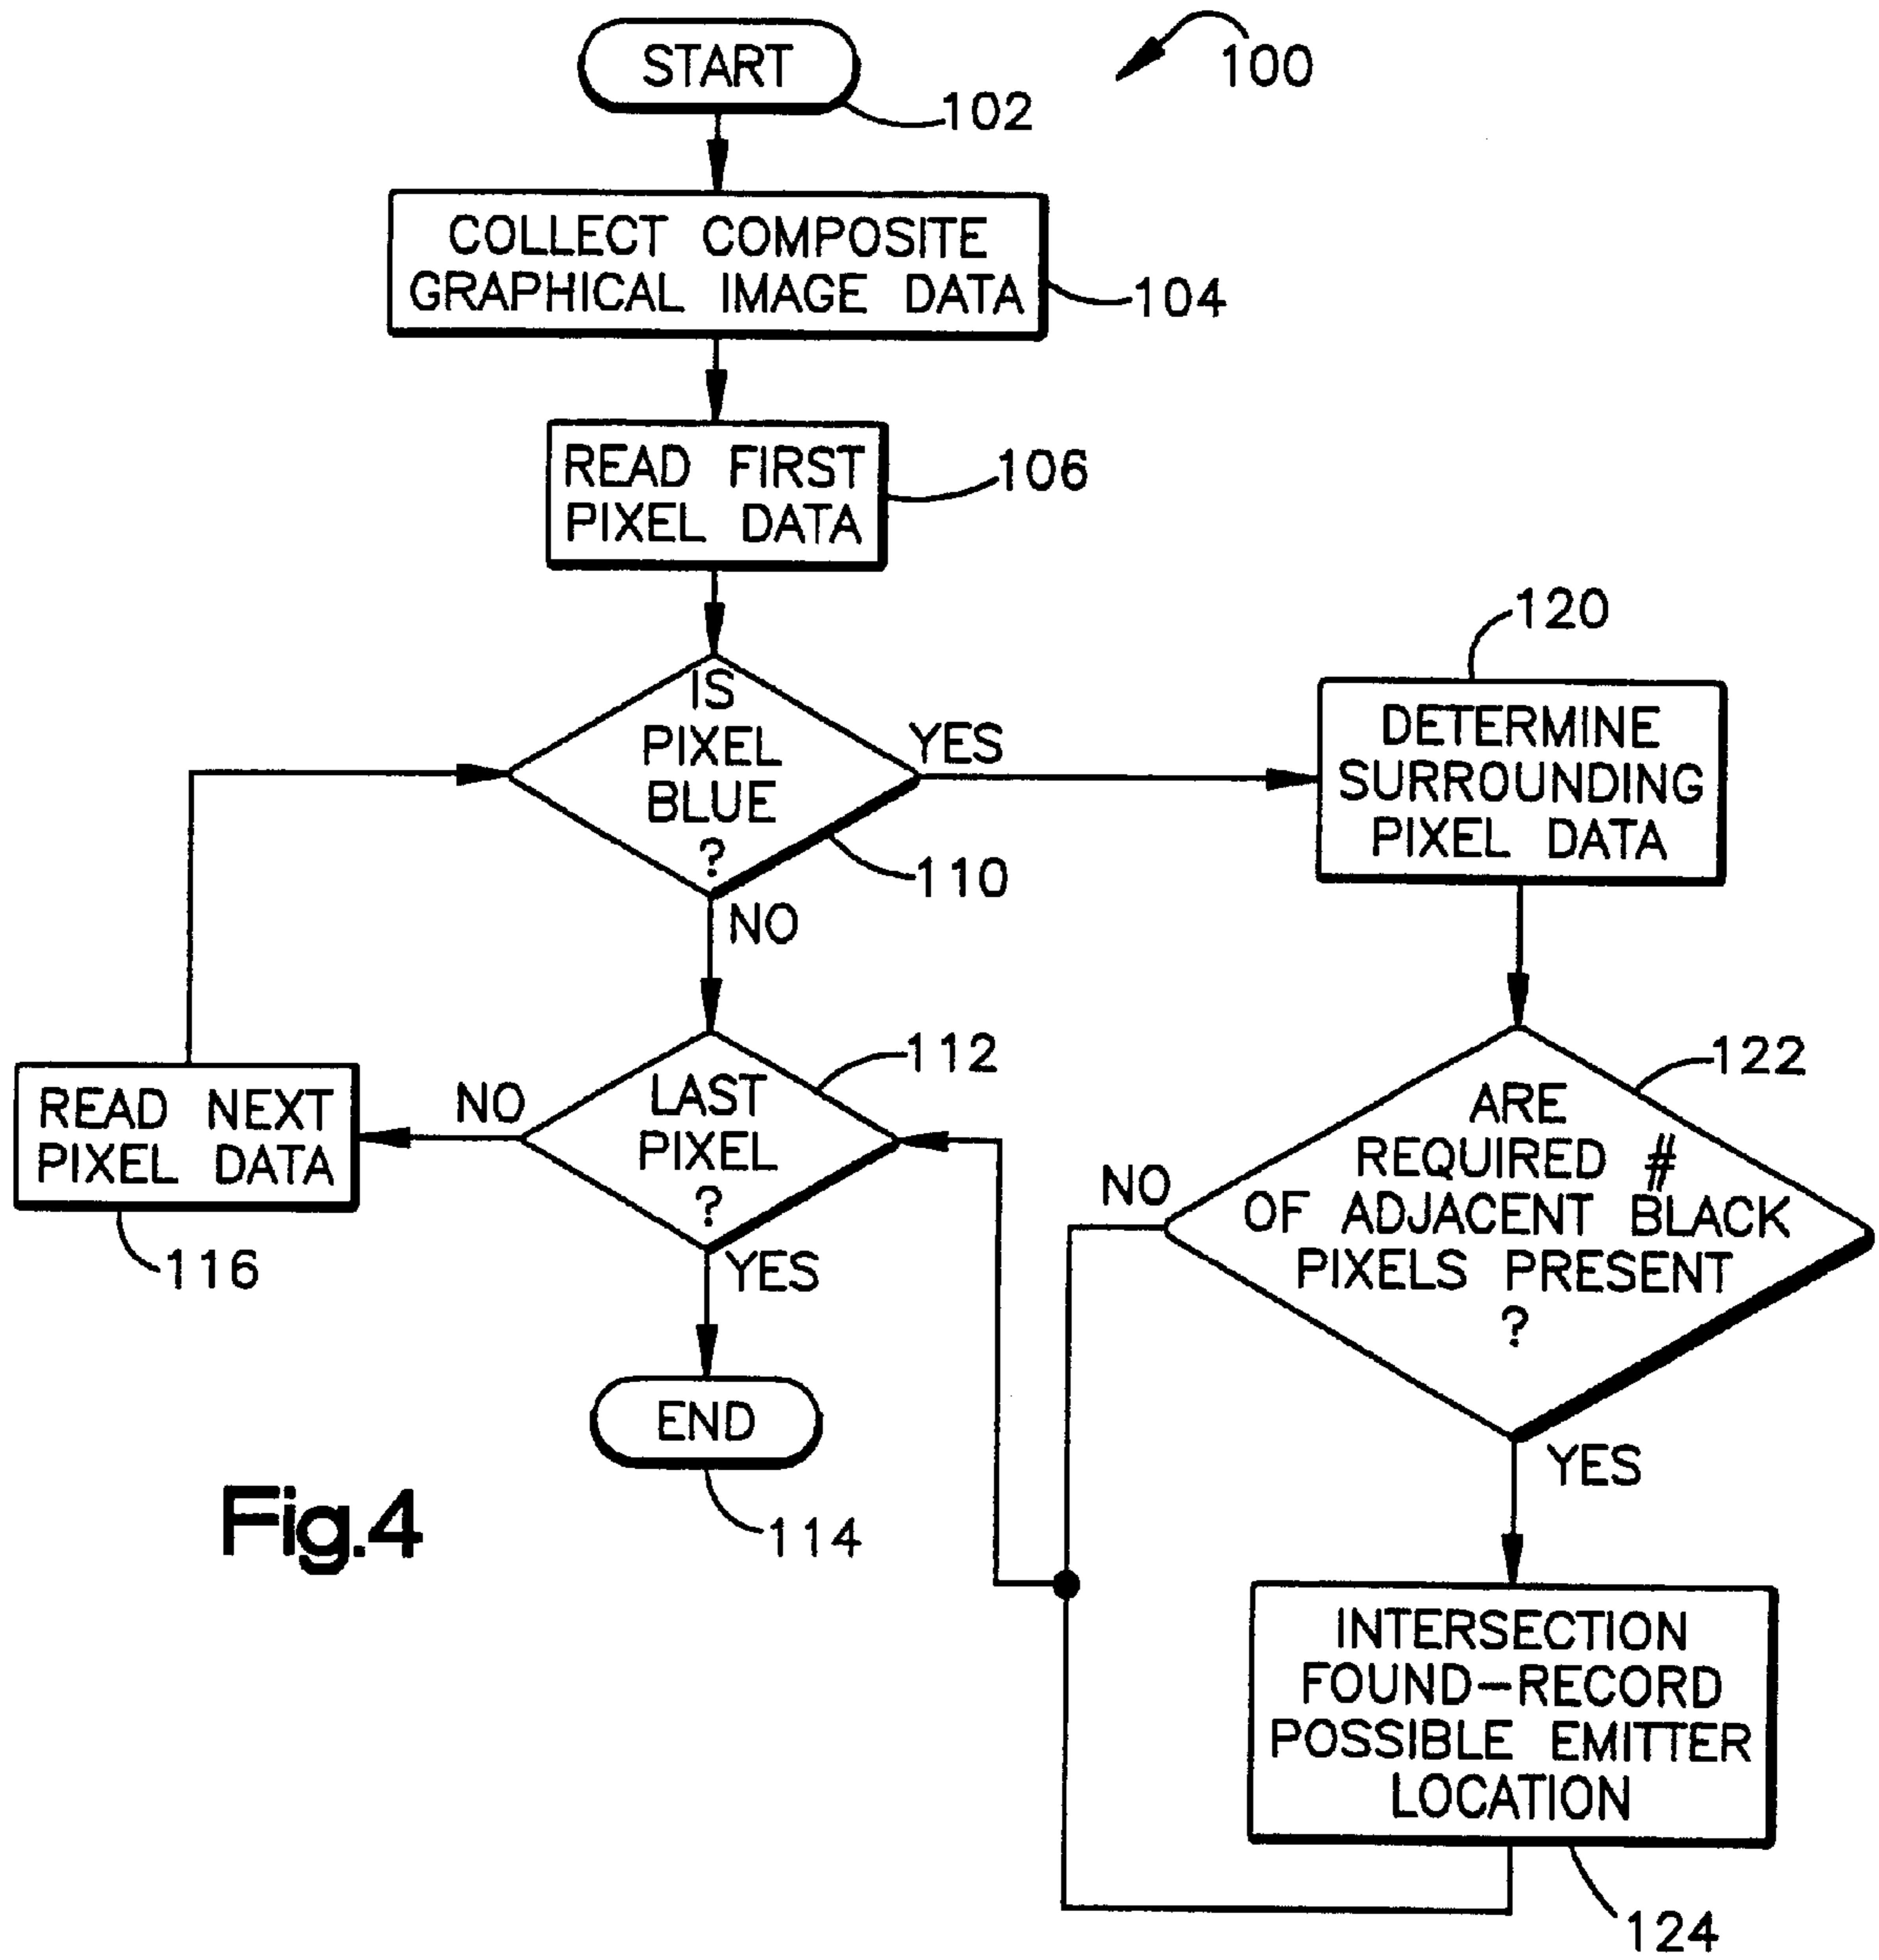 START
100
102
COLLECT COMPOSITE
GRAPHICAL IMAGE DATA
104
READ FIRST
PIXEL DATA
106
IS
PIXEL
BLUE
?
YES
110
NO
120
DETERMINE
SURROUNDING
PIXEL DATA
112
LAST
PIXEL
?
NO
YES
READ NEXT
PIXEL DATA
116
122
ARE
REQUIRED #
OF ADJACENT BLACK
PIXELS PRESENT
?
NO
YES
END
114
INTERSECTION
FOUND-RECORD
POSSIBLE EMITTER
LOCATION
124
Fig.4